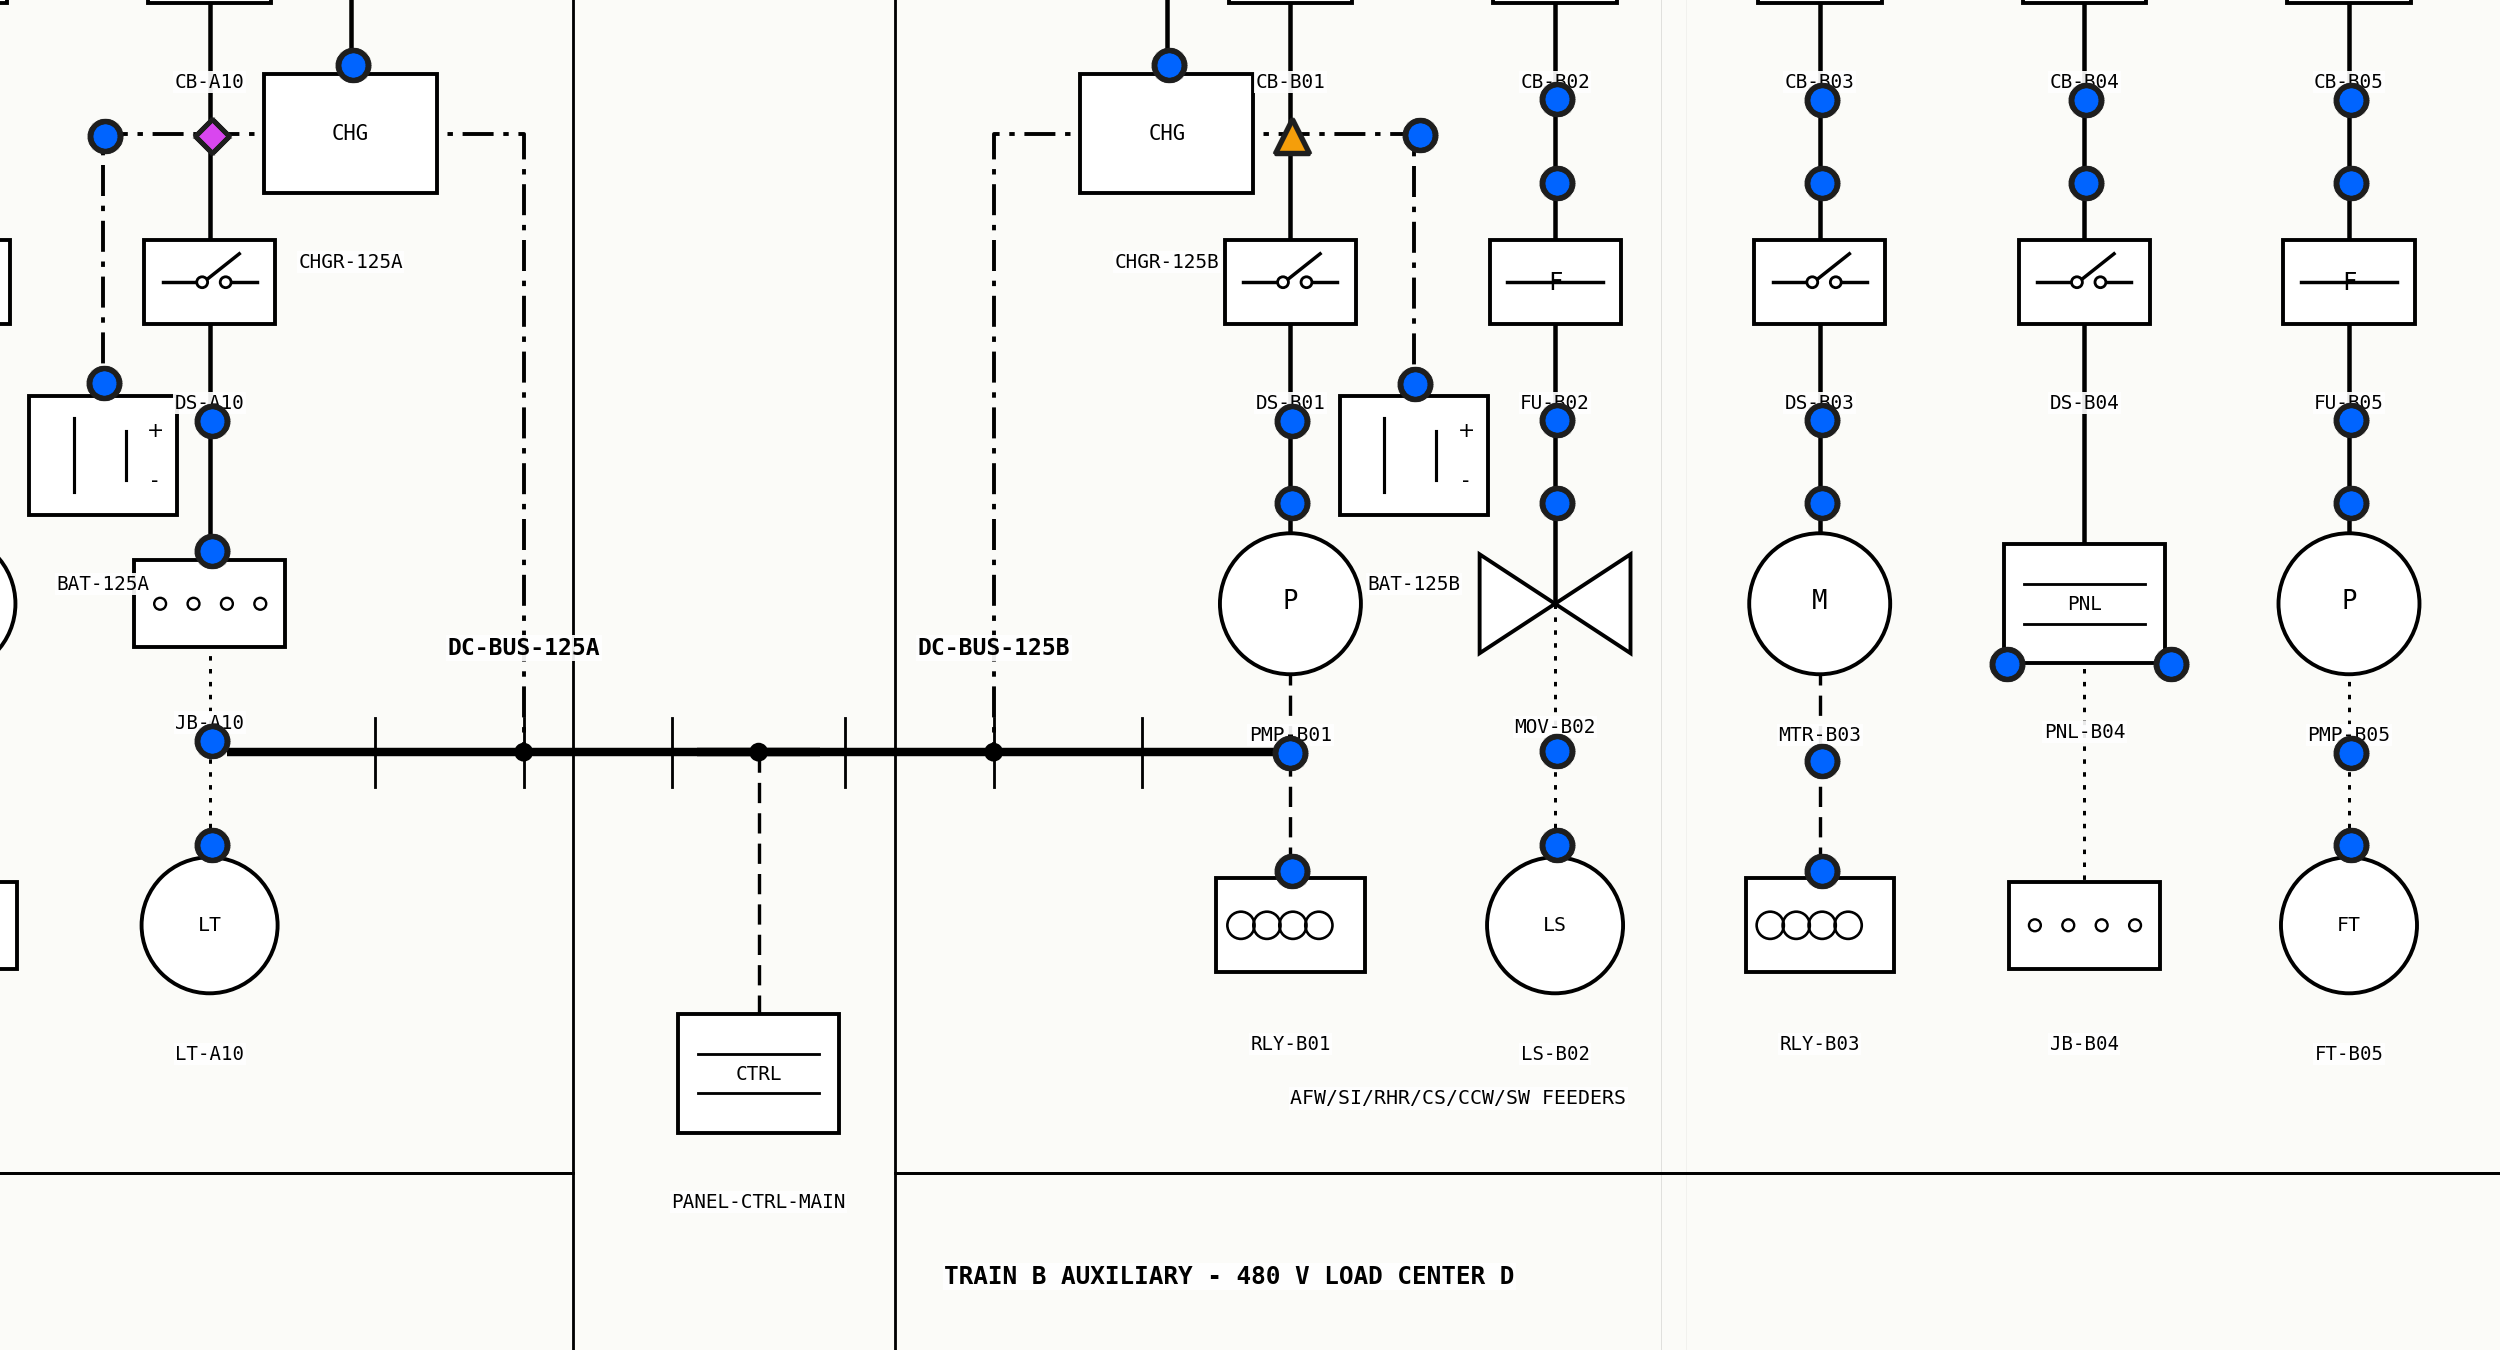 CB-A10
CB-B01
CB-B02
CB-B03
CB-B04
CB-B05
CHG
CHG
CHGR-125A
CHGR-125B
F
F
DS-A10
DS-B01
FU-B02
DS-B03
DS-B04
FU-B05
+
-
+
-
BAT-125A
BAT-125B
P
M
PNL
P
DC-BUS-125A
DC-BUS-125B
JB-A10
PMP-B01
MOV-B02
MTR-B03
PNL-B04
PMP-B05
LT
LS
FT
LT-A10
RLY-B01
LS-B02
RLY-B03
JB-B04
FT-B05
CTRL
AFW/SI/RHR/CS/CCW/SW FEEDERS
PANEL-CTRL-MAIN
TRAIN B AUXILIARY - 480 V LOAD CENTER D